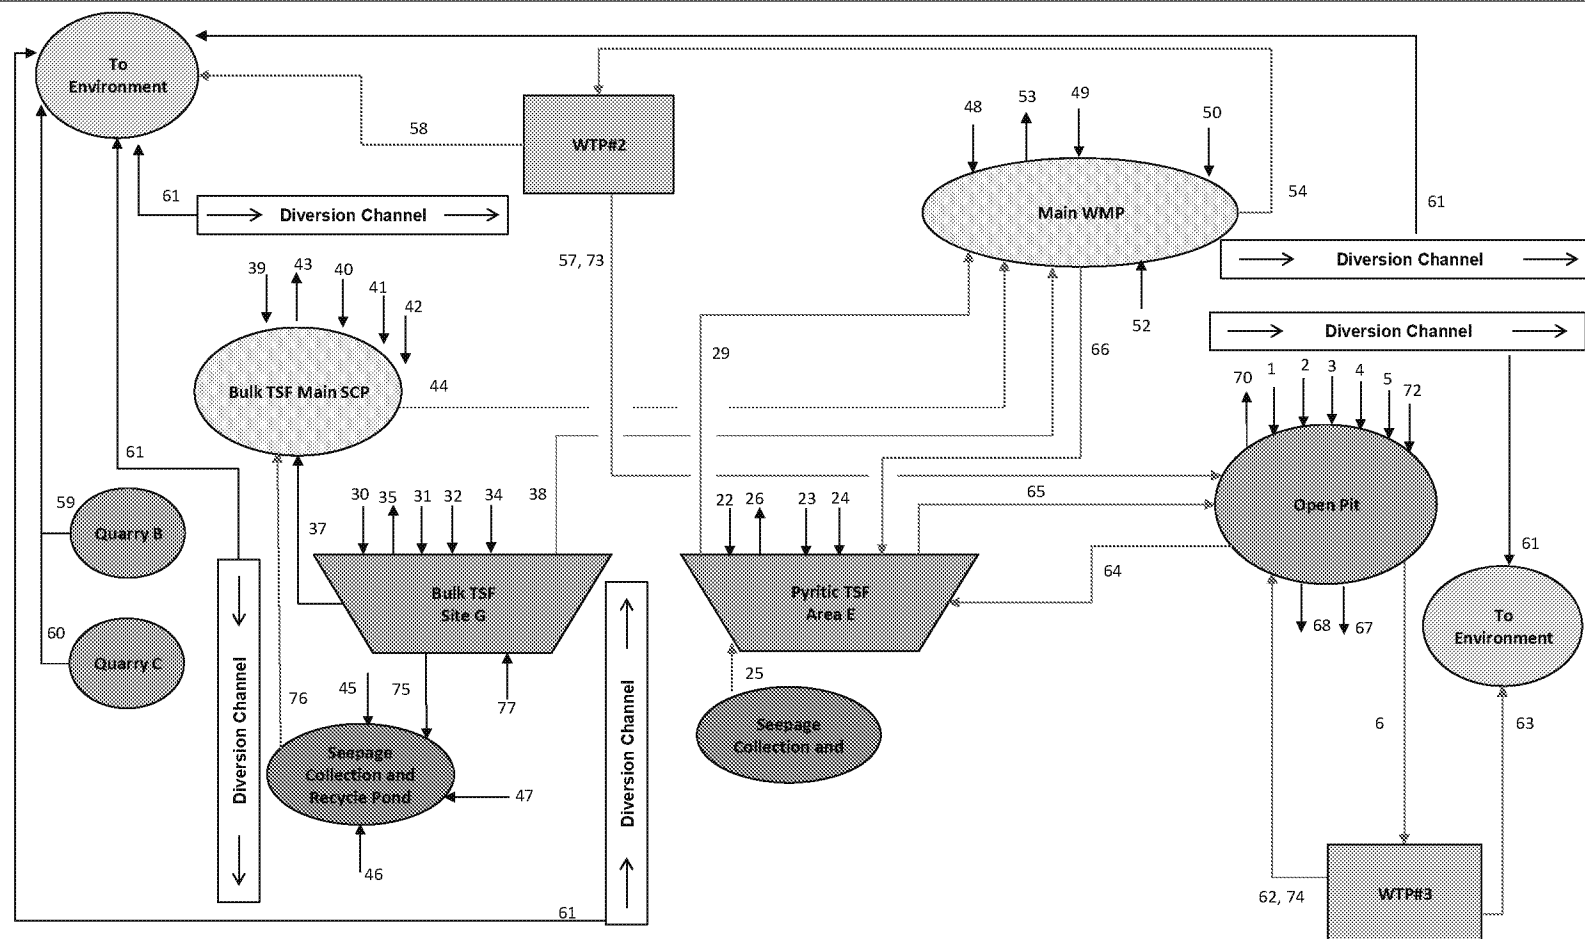 To
Environment
WTP#2
58
48
53
49
50
Main WMP
54
61
Diversion Channel
61
Diversion Channel
57, 73
39
43
40
41
42
52
Diversion Channel
29
66
Bulk TSF Main SCP
44
70
1
2
3
4
5
72
61
59
Quarry B
37
30
35
31
32
34
38
22
26
23
24
65
Open Pit
61
64
Bulk TSF
Site G
Pyritic TSF
Area E
68
67
To
Environment
60
Quarry C
Diversion Channel
76
45
75
77
Diversion Channel
25
Seepage
Collection and
Seepage
Collection and
Recycle Pond
47
46
6
63
62, 74
WTP#3
61